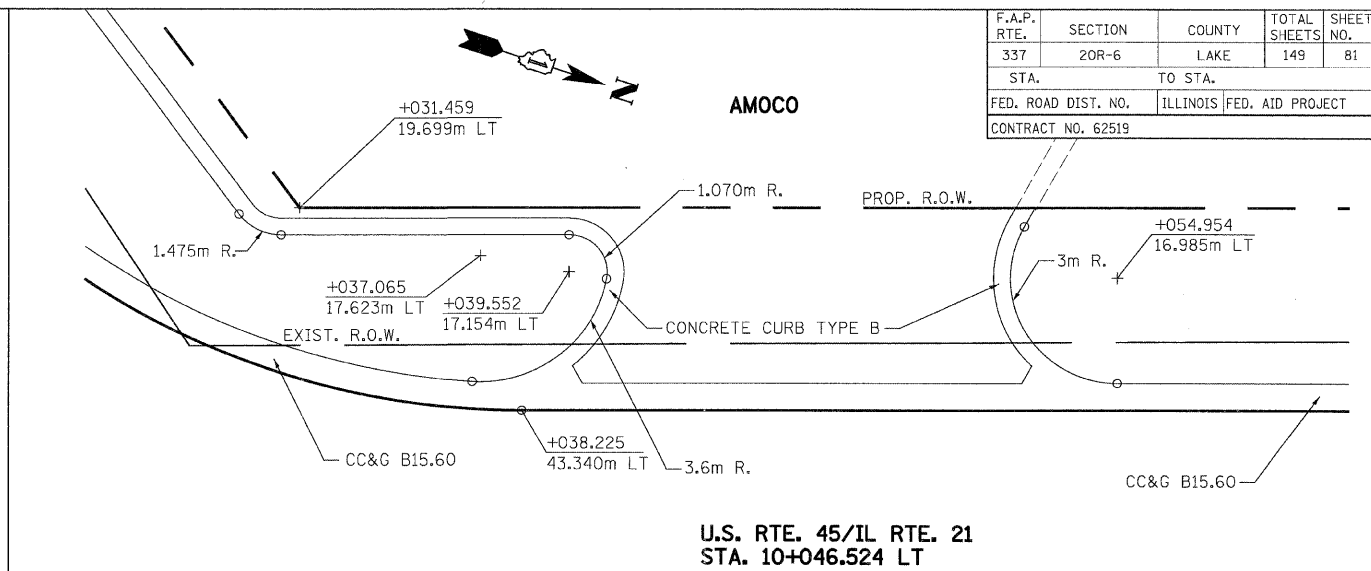 F.A.P. RTE. SECTION COUNTY TOTAL SHEETS SHEET NO.
337 20R-6 LAKE 149 81
STA. TO STA.
FED. ROAD DIST. NO. ILLINOIS FED. AID PROJECT
CONTRACT NO. 62519
N
AMOCO
+031.459
19.699m LT
1.070m R.
PROP. R.O.W.
+054.954
16.985m LT
1.475m R.
3m R.
+037.065
17.623m LT
+039.552
17.154m LT
CONCRETE CURB TYPE B
EXIST. R.O.W.
+038.225
43.340m LT
CC&G B15.60
3.6m R.
CC&G B15.60
U.S. RTE. 45/IL RTE. 21
STA. 10+046.524 LT